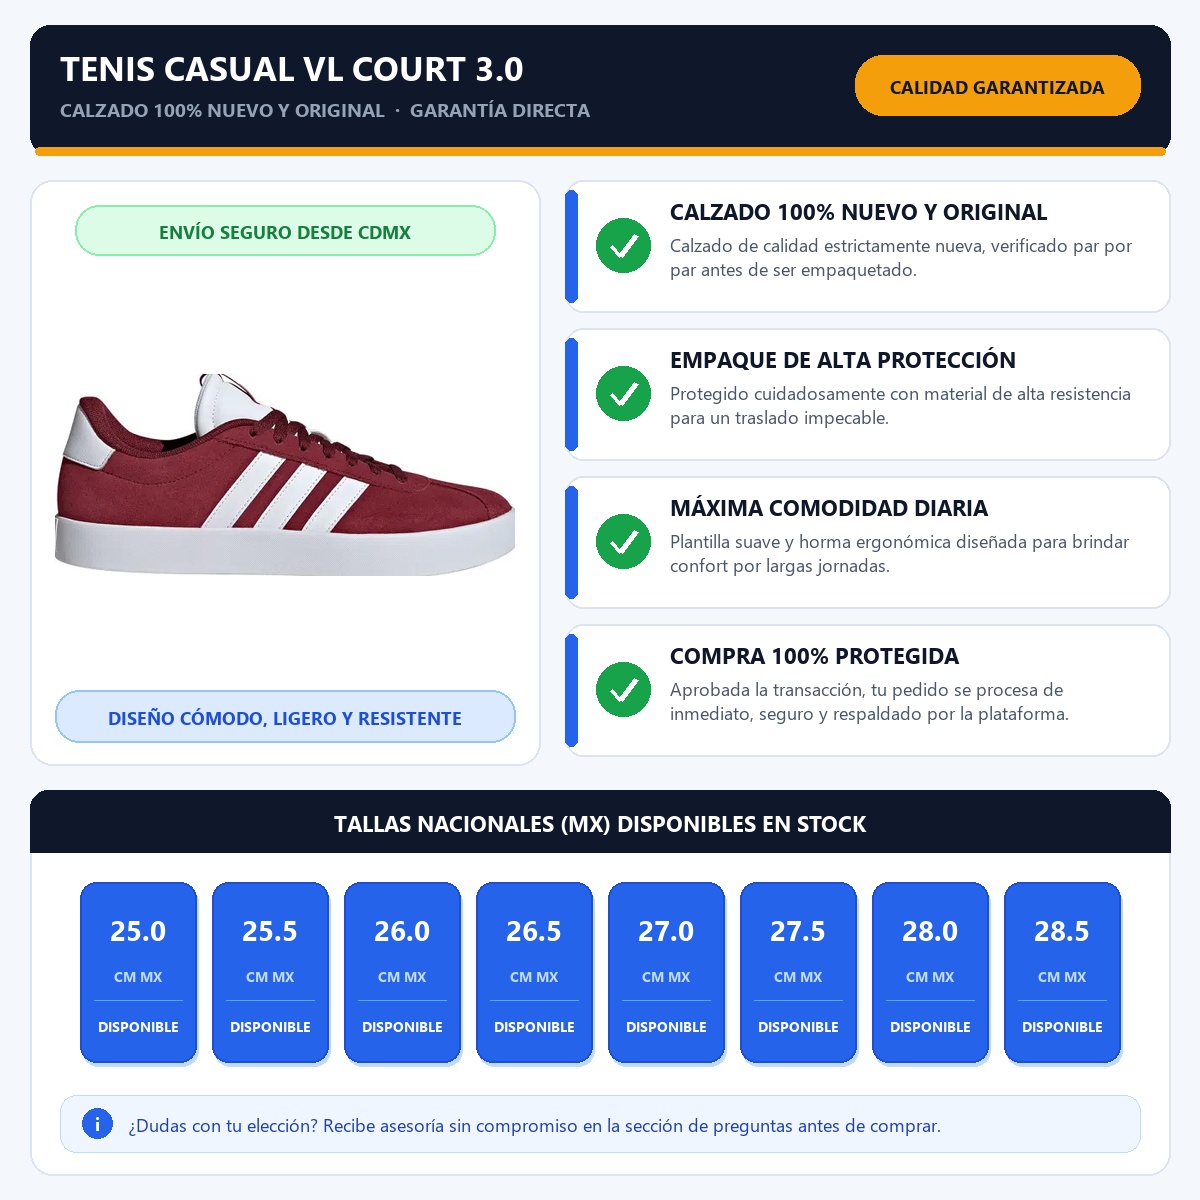 TENIS CASUAL VL COURT 3.0
CALZADO 100% NUEVO Y ORIGINAL · GARANTÍA DIRECTA
CALIDAD GARANTIZADA
ENVÍO SEGURO DESDE CDMX
DISEÑO CÓMODO, LIGERO Y RESISTENTE
CALZADO 100% NUEVO Y ORIGINAL
Calzado de calidad estrictamente nueva, verificado par por
par antes de ser empaquetado.
EMPAQUE DE ALTA PROTECCIÓN
Protegido cuidadosamente con material de alta resistencia
para un traslado impecable.
MÁXIMA COMODIDAD DIARIA
Plantilla suave y horma ergonómica diseñada para brindar
confort por largas jornadas.
COMPRA 100% PROTEGIDA
Aprobada la transacción, tu pedido se procesa de
inmediato, seguro y respaldado por la plataforma.
TALLAS NACIONALES (MX) DISPONIBLES EN STOCK
25.0 25.5 26.0 26.5 27.0 27.5 28.0 28.5
CM MX CM MX CM MX CM MX CM MX CM MX CM MX CM MX
DISPONIBLE DISPONIBLE DISPONIBLE DISPONIBLE DISPONIBLE DISPONIBLE DISPONIBLE DISPONIBLE
¿Dudas con tu elección? Recibe asesoría sin compromiso en la sección de preguntas antes de comprar.